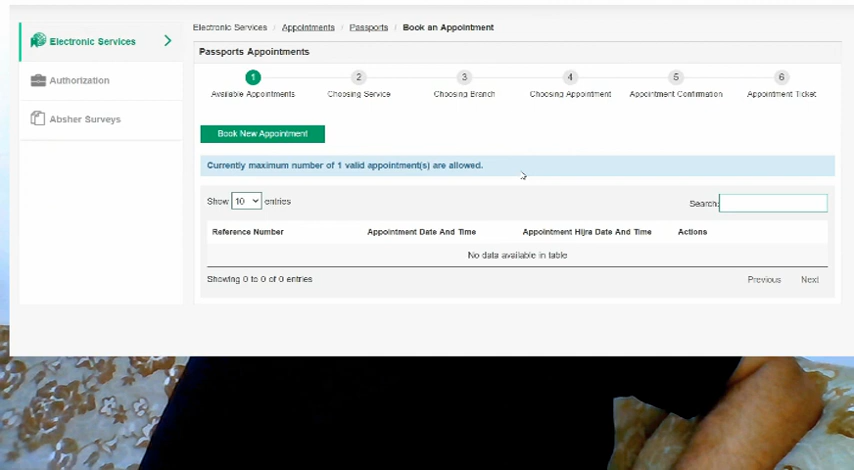 Electronic Services / Appointments / Passports / Book an Appointment
Electronic Services
Authorization
Absher Surveys
Passports Appointments
1 2 3 4 5 6
Available Appointments Choosing Service Choosing Branch Choosing Appointment Appointment Confirmation Appointment Ticket
Book New Appointment
Currently maximum number of 1 valid appointment(s) are allowed.
Show 10 entries Search:
Reference Number Appointment Date And Time Appointment Hijra Date And Time Actions
No data available in table
Showing 0 to 0 of 0 entries Previous Next